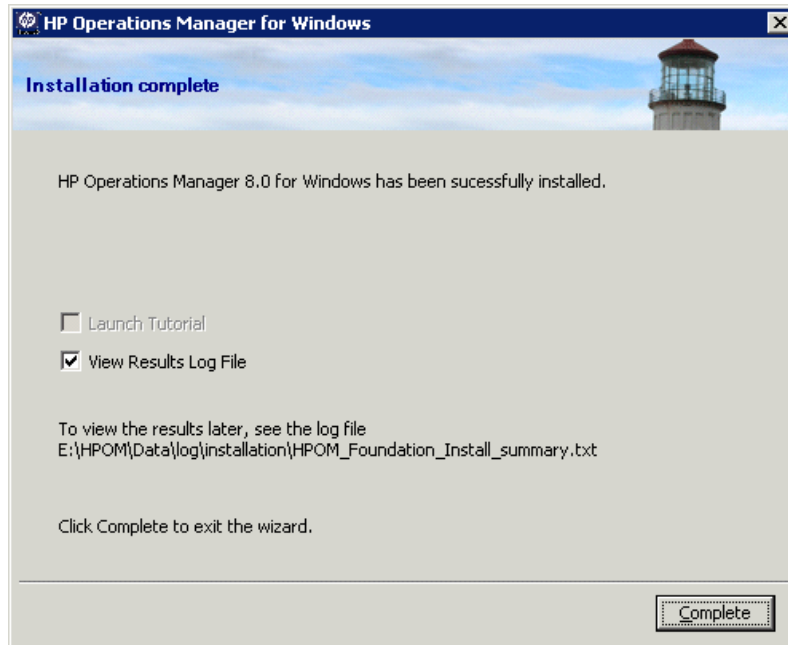 HP Operations Manager for Windows
Installation complete
HP Operations Manager 8.0 for Windows has been sucessfully installed.
Launch Tutorial
View Results Log File
To view the results later, see the log file
E:\HPOM\Data\log\installation\HPOM_Foundation_Install_summary.txt
Click Complete to exit the wizard.
Complete